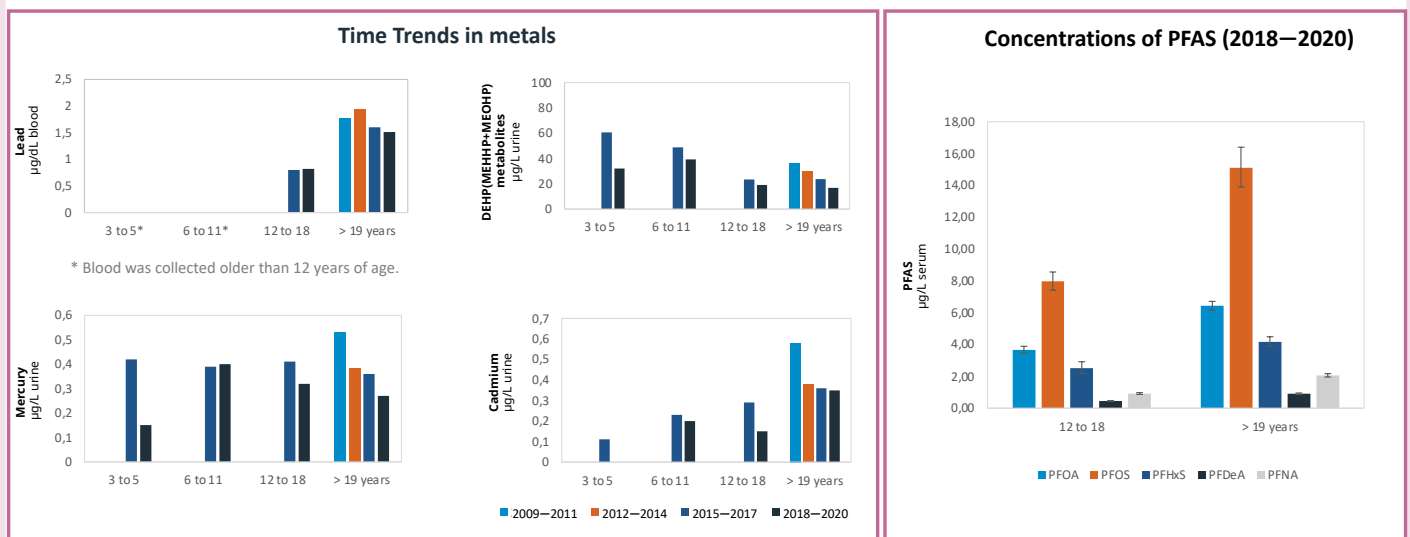 Time Trends in metals
Lead
µg/dL blood
2,5
2
1,5
1
0,5
0
3 to 5*
6 to 11*
12 to 18
> 19 years
* Blood was collected older than 12 years of age.
DEHP(MEHHP+MEOHP)
metabolites
µg/L urine
100
80
60
40
20
0
3 to 5
6 to 11
12 to 18
> 19 years
Mercury
µg/L urine
0,6
0,5
0,4
0,3
0,2
0,1
0
3 to 5
6 to 11
12 to 18
> 19 years
Cadmium
µg/L urine
0,7
0,6
0,5
0,4
0,3
0,2
0,1
0
3 to 5
6 to 11
12 to 18
> 19 years
2009—2011
2012—2014
2015—2017
2018—2020
Concentrations of PFAS (2018—2020)
PFAS
µg/L serum
18,00
16,00
14,00
12,00
10,00
8,00
6,00
4,00
2,00
0,00
12 to 18
> 19 years
PFOA
PFOS
PFHxS
PFDeA
PFNA